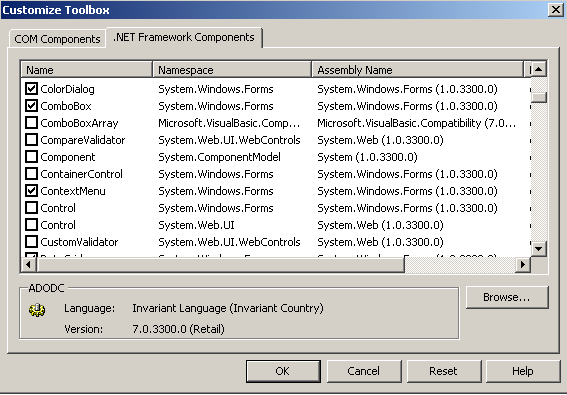 Customize Toolbox
COM Components .NET Framework Components
Name Namespace Assembly Name
ColorDialog System.Windows.Forms System.Windows.Forms (1.0.3300.0)
ComboBox System.Windows.Forms System.Windows.Forms (1.0.3300.0)
ComboBoxArray Microsoft.VisualBasic.Comp... Microsoft.VisualBasic.Compatibility (7.0...
CompareValidator System.Web.UI.WebControls System.Web (1.0.3300.0)
Component System.ComponentModel System (1.0.3300.0)
ContainerControl System.Windows.Forms System.Windows.Forms (1.0.3300.0)
ContextMenu System.Windows.Forms System.Windows.Forms (1.0.3300.0)
Control System.Windows.Forms System.Windows.Forms (1.0.3300.0)
Control System.Web.UI System.Web (1.0.3300.0)
CustomValidator System.Web.UI.WebControls System.Web (1.0.3300.0)
ADODC
Language: Invariant Language (Invariant Country)
Version: 7.0.3300.0 (Retail)
Browse...
OK Cancel Reset Help